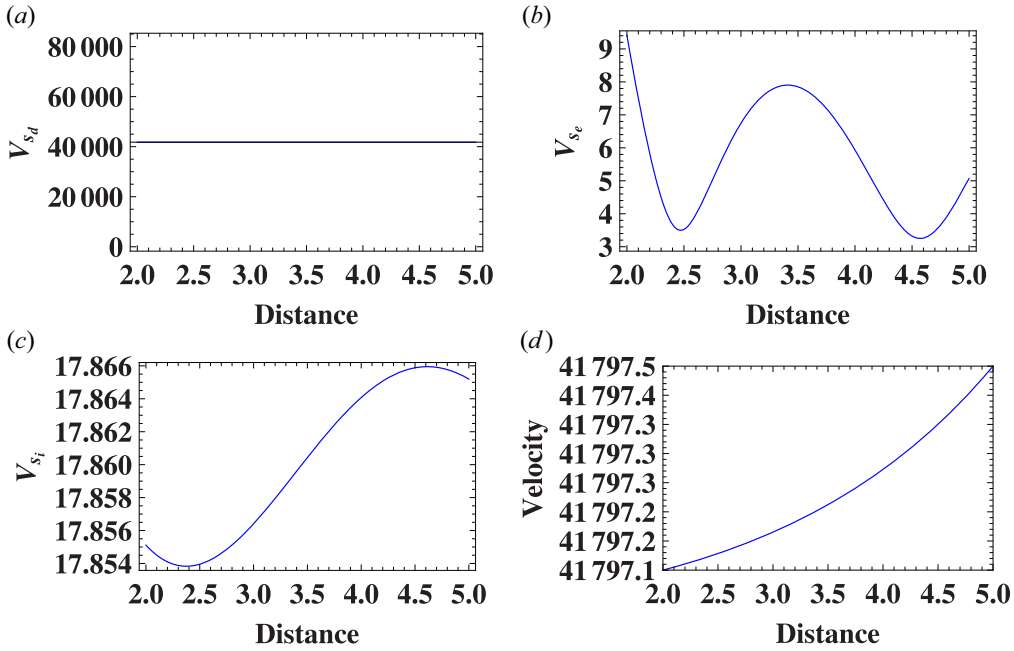 (a)
80 000
60 000
40 000
20 000
0
V_{s_d}
2.0 2.5 3.0 3.5 4.0 4.5 5.0
Distance
(b)
9
8
7
6
5
4
3
V_{s_e}
2.0 2.5 3.0 3.5 4.0 4.5 5.0
Distance
(c)
17.866
17.864
17.862
17.860
17.858
17.856
17.854
V_{s_i}
2.0 2.5 3.0 3.5 4.0 4.5 5.0
Distance
(d)
41 797.5
41 797.4
41 797.3
41 797.3
41 797.3
41 797.2
41 797.2
41 797.1
Velocity
2.0 2.5 3.0 3.5 4.0 4.5 5.0
Distance